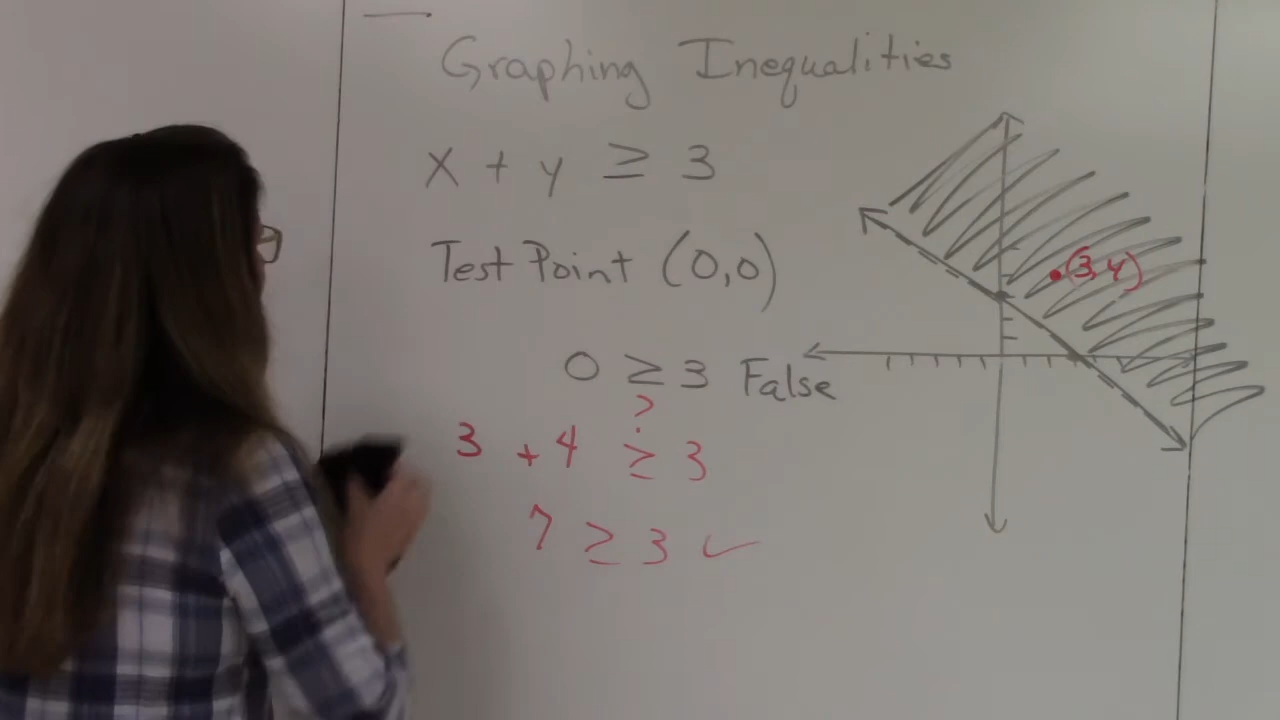 Graphing Inequalities
x + y ≥ 3
Test Point (0,0)
0 ≥ 3 False
?
3 + 4 ≥ 3
7 ≥ 3 ✓
(3,4)